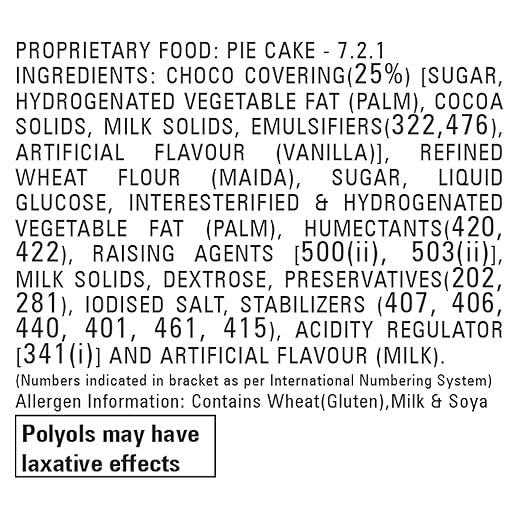 PROPRIETARY FOOD: PIE CAKE - 7.2.1
INGREDIENTS: CHOCO COVERING(25%) [SUGAR,
HYDROGENATED VEGETABLE FAT (PALM), COCOA
SOLIDS, MILK SOLIDS, EMULSIFIERS(322,476),
ARTIFICIAL FLAVOUR (VANILLA)], REFINED
WHEAT FLOUR (MAIDA), SUGAR, LIQUID
GLUCOSE, INTERESTERIFIED & HYDROGENATED
VEGETABLE FAT (PALM), HUMECTANTS(420,
422), RAISING AGENTS [500(ii), 503(ii)],
MILK SOLIDS, DEXTROSE, PRESERVATIVES(202,
281), IODISED SALT, STABILIZERS (407, 406,
440, 401, 461, 415), ACIDITY REGULATOR
[341(i)] AND ARTIFICIAL FLAVOUR (MILK).
(Numbers indicated in bracket as per International Numbering System)
Allergen Information: Contains Wheat(Gluten),Milk & Soya
Polyols may have
laxative effects